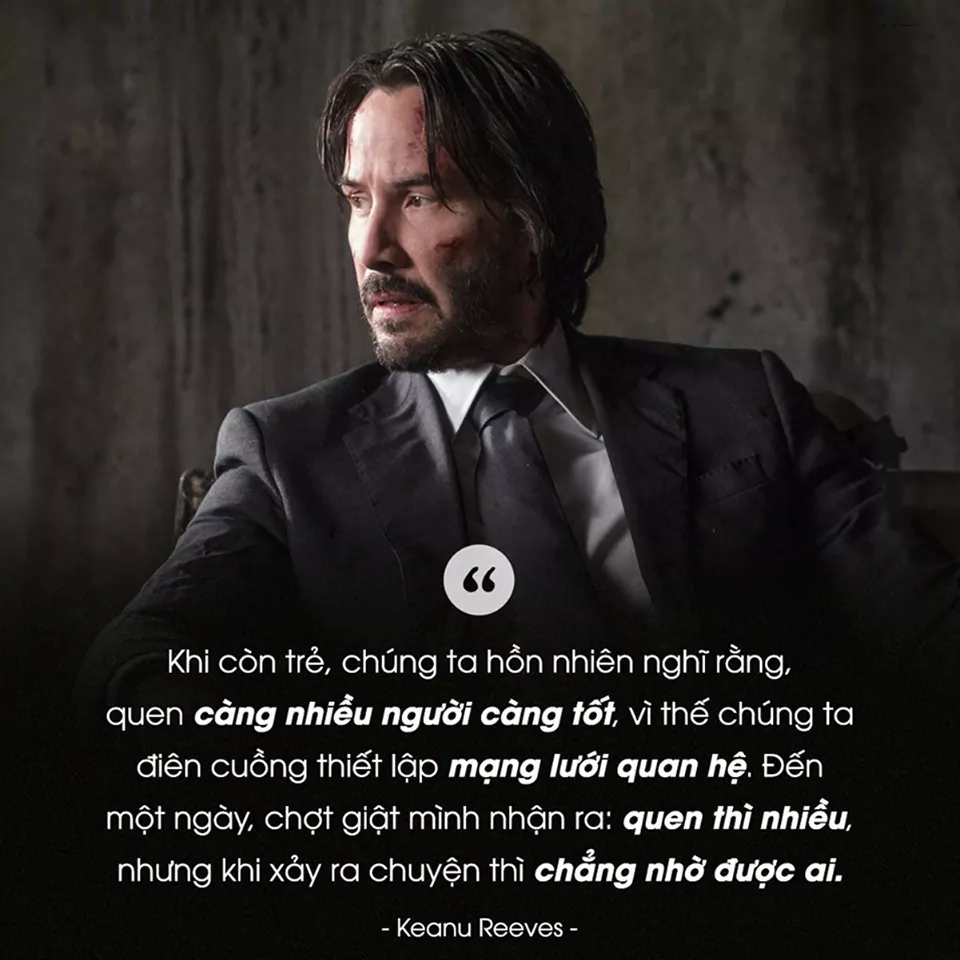 “
Khi còn trẻ, chúng ta hồn nhiên nghĩ rằng,
quen càng nhiều người càng tốt, vì thế chúng ta
điên cuồng thiết lập mạng lưới quan hệ. Đến
một ngày, chợt giật mình nhận ra: quen thì nhiều,
nhưng khi xảy ra chuyện thì chẳng nhờ được ai.
- Keanu Reeves -